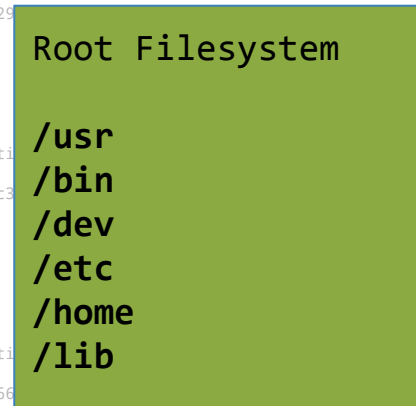 Root Filesystem
/usr
/bin
/dev
/etc
/home
/lib